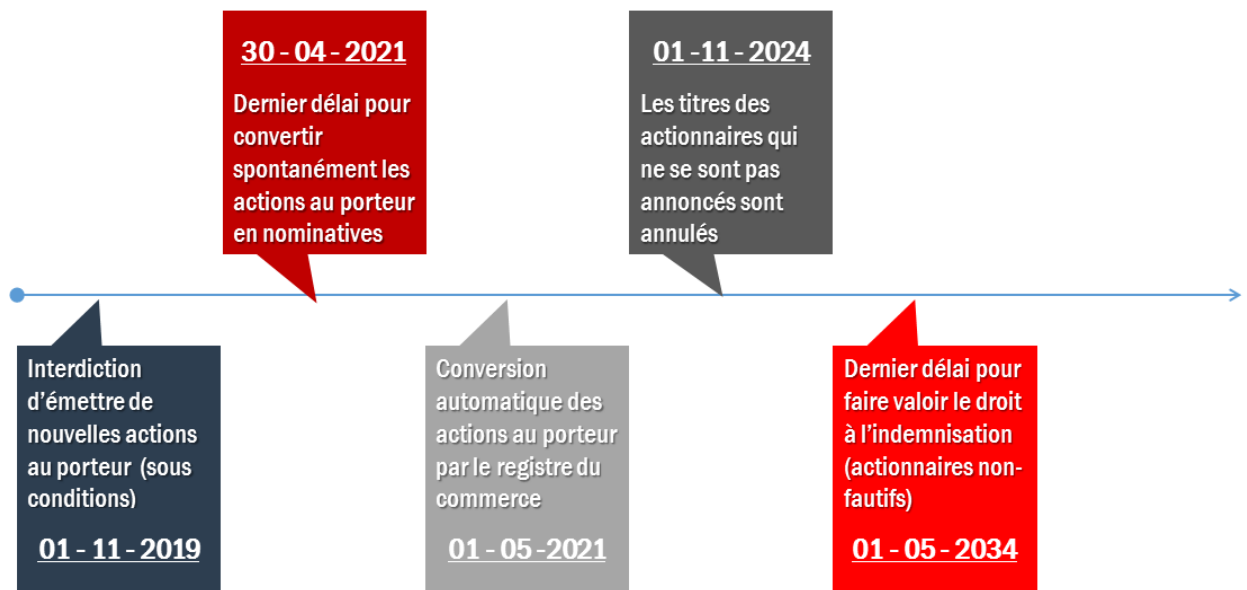 30 - 04 - 2021
Dernier délai pour
convertir
spontanément les
actions au porteur
en nominatives
01 -11 - 2024
Les titres des
actionnaires qui
ne se sont pas
annoncés sont
annulés
Interdiction
d’émettre de
nouvelles actions
au porteur (sous
conditions)
01 - 11 - 2019
Conversion
automatique des
actions au porteur
par le registre du
commerce
01 - 05 -2021
Dernier délai pour
faire valoir le droit
à l’indemnisation
(actionnaires non-
fautifs)
01 - 05 - 2034